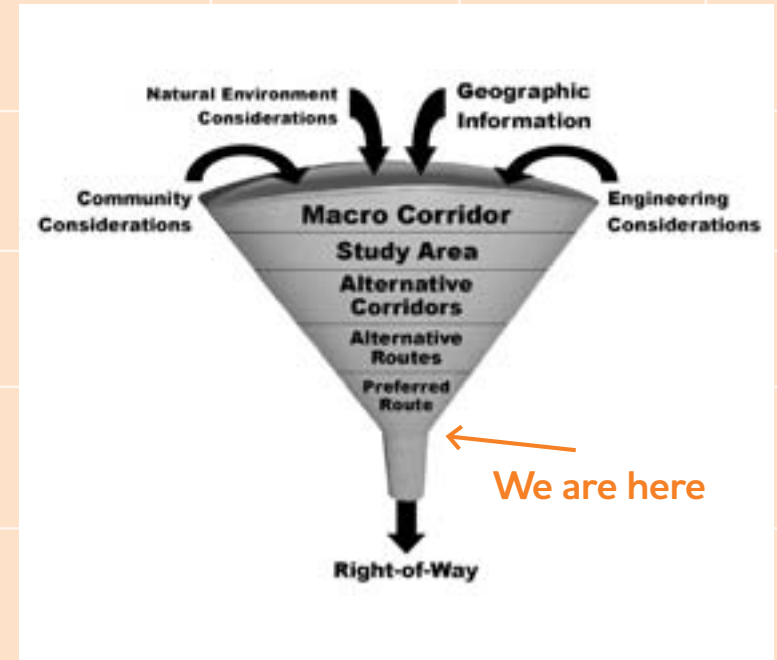 Natural Environment
Considerations
Geographic
Information
Community
Considerations
Engineering
Considerations
Macro Corridor
Study Area
Alternative
Corridors
Alternative
Routes
Preferred
Route
We are here
Right-of-Way